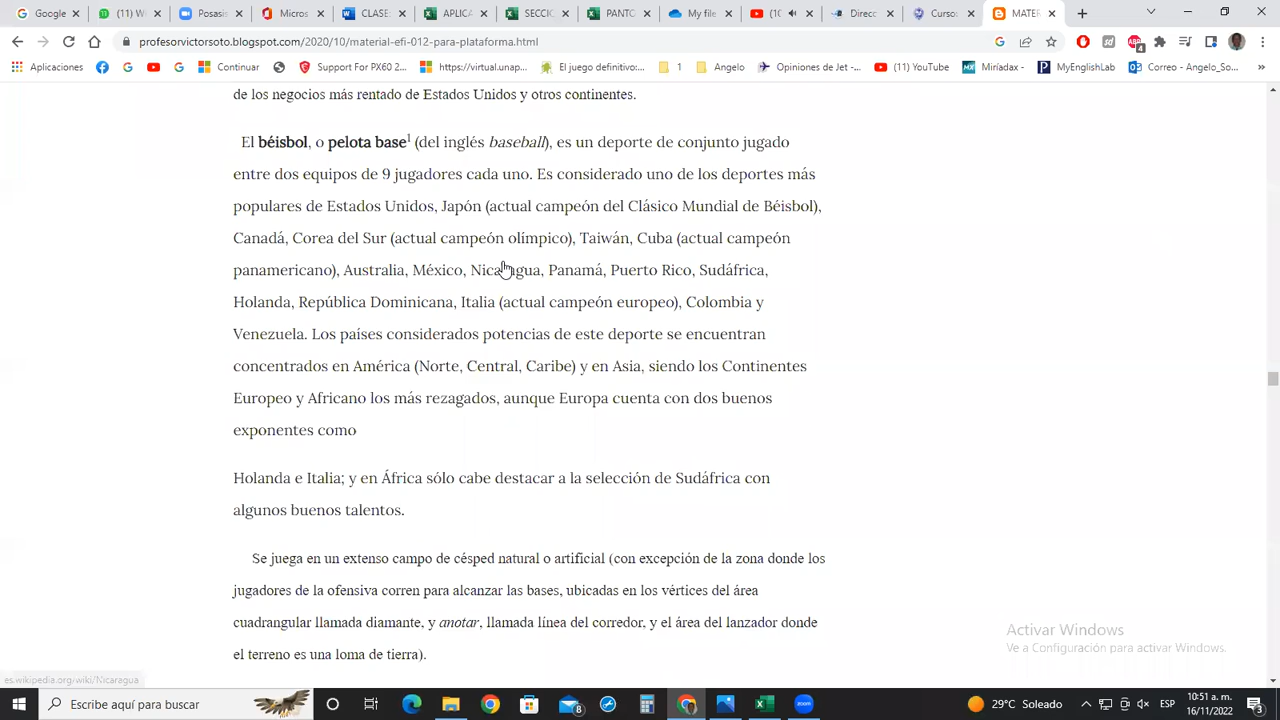 Google
(11) W
Posasis
Micros
CLASE
APLICA
SECCIC
PANTO
My file
(10
Direcc
Curso
MATER
profesorvictorsoto.blogspot.com/2020/10/material-efi-012-para-plataforma.html
Aplicaciones
Continuar
Support For PX60 2...
https://virtual.unap...
El juego definitivo:...
1
Angelo
Opiniones de Jet -...
(11) YouTube
Miríadax -
MyEnglishLab
Correo - Angelo_So...
»
de los negocios más rentado de Estados Unidos y otros continentes.
El béisbol, o pelota base1 (del inglés baseball), es un deporte de conjunto jugado
entre dos equipos de 9 jugadores cada uno. Es considerado uno de los deportes más
populares de Estados Unidos, Japón (actual campeón del Clásico Mundial de Béisbol),
Canadá, Corea del Sur (actual campeón olímpico), Taiwán, Cuba (actual campeón
panamericano), Australia, México, Nicaragua, Panamá, Puerto Rico, Sudáfrica,
Holanda, República Dominicana, Italia (actual campeón europeo), Colombia y
Venezuela. Los países considerados potencias de este deporte se encuentran
concentrados en América (Norte, Central, Caribe) y en Asia, siendo los Continentes
Europeo y Africano los más rezagados, aunque Europa cuenta con dos buenos
exponentes como
Holanda e Italia; y en África sólo cabe destacar a la selección de Sudáfrica con
algunos buenos talentos.
Se juega en un extenso campo de césped natural o artificial (con excepción de la zona donde los
jugadores de la ofensiva corren para alcanzar las bases, ubicadas en los vértices del área
cuadrangular llamada diamante, y anotar, llamada línea del corredor, y el área del lanzador donde
el terreno es una loma de tierra).
Activar Windows
Ve a Configuración para activar Windows.
es.wikipedia.org/wiki/Nicaragua
Escribe aquí para buscar
29°C Soleado
ESP
10:51 a. m.
16/11/2022